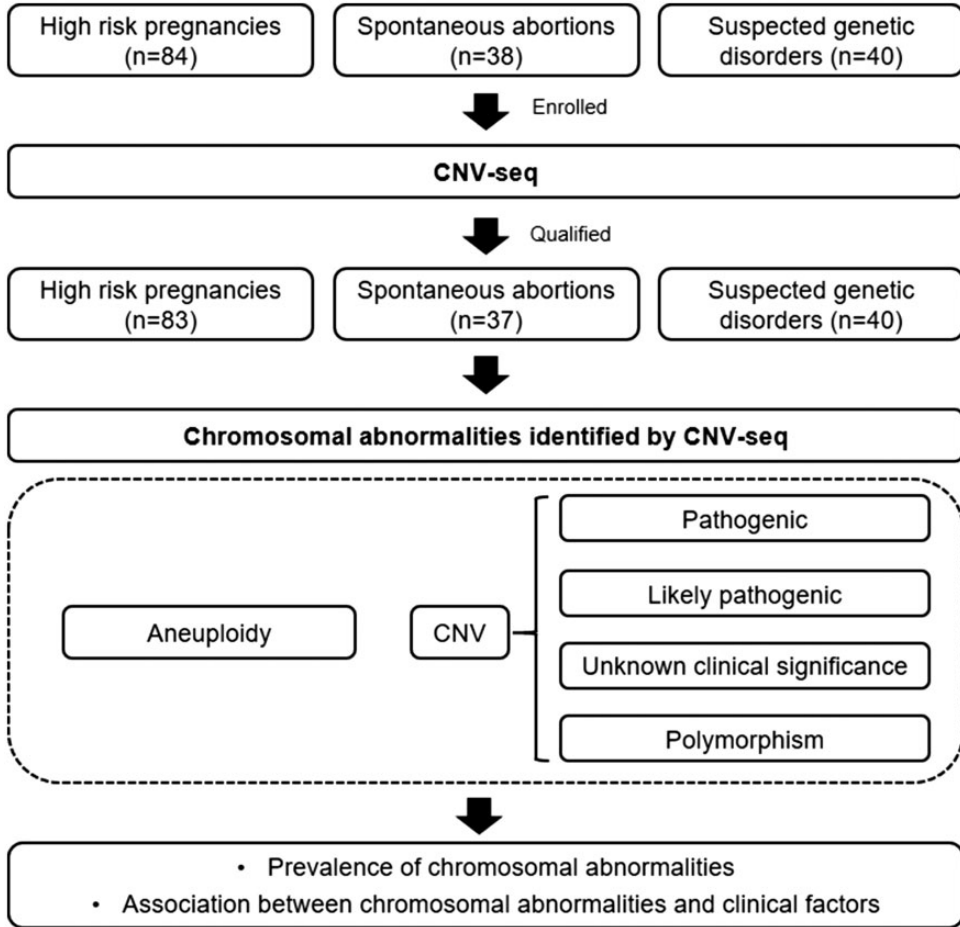 High risk pregnancies
(n=84)
Spontaneous abortions
(n=38)
Suspected genetic
disorders (n=40)
Enrolled
CNV-seq
Qualified
High risk pregnancies
(n=83)
Spontaneous abortions
(n=37)
Suspected genetic
disorders (n=40)
Chromosomal abnormalities identified by CNV-seq
Aneuploidy
CNV
Pathogenic
Likely pathogenic
Unknown clinical significance
Polymorphism
• Prevalence of chromosomal abnormalities
• Association between chromosomal abnormalities and clinical factors